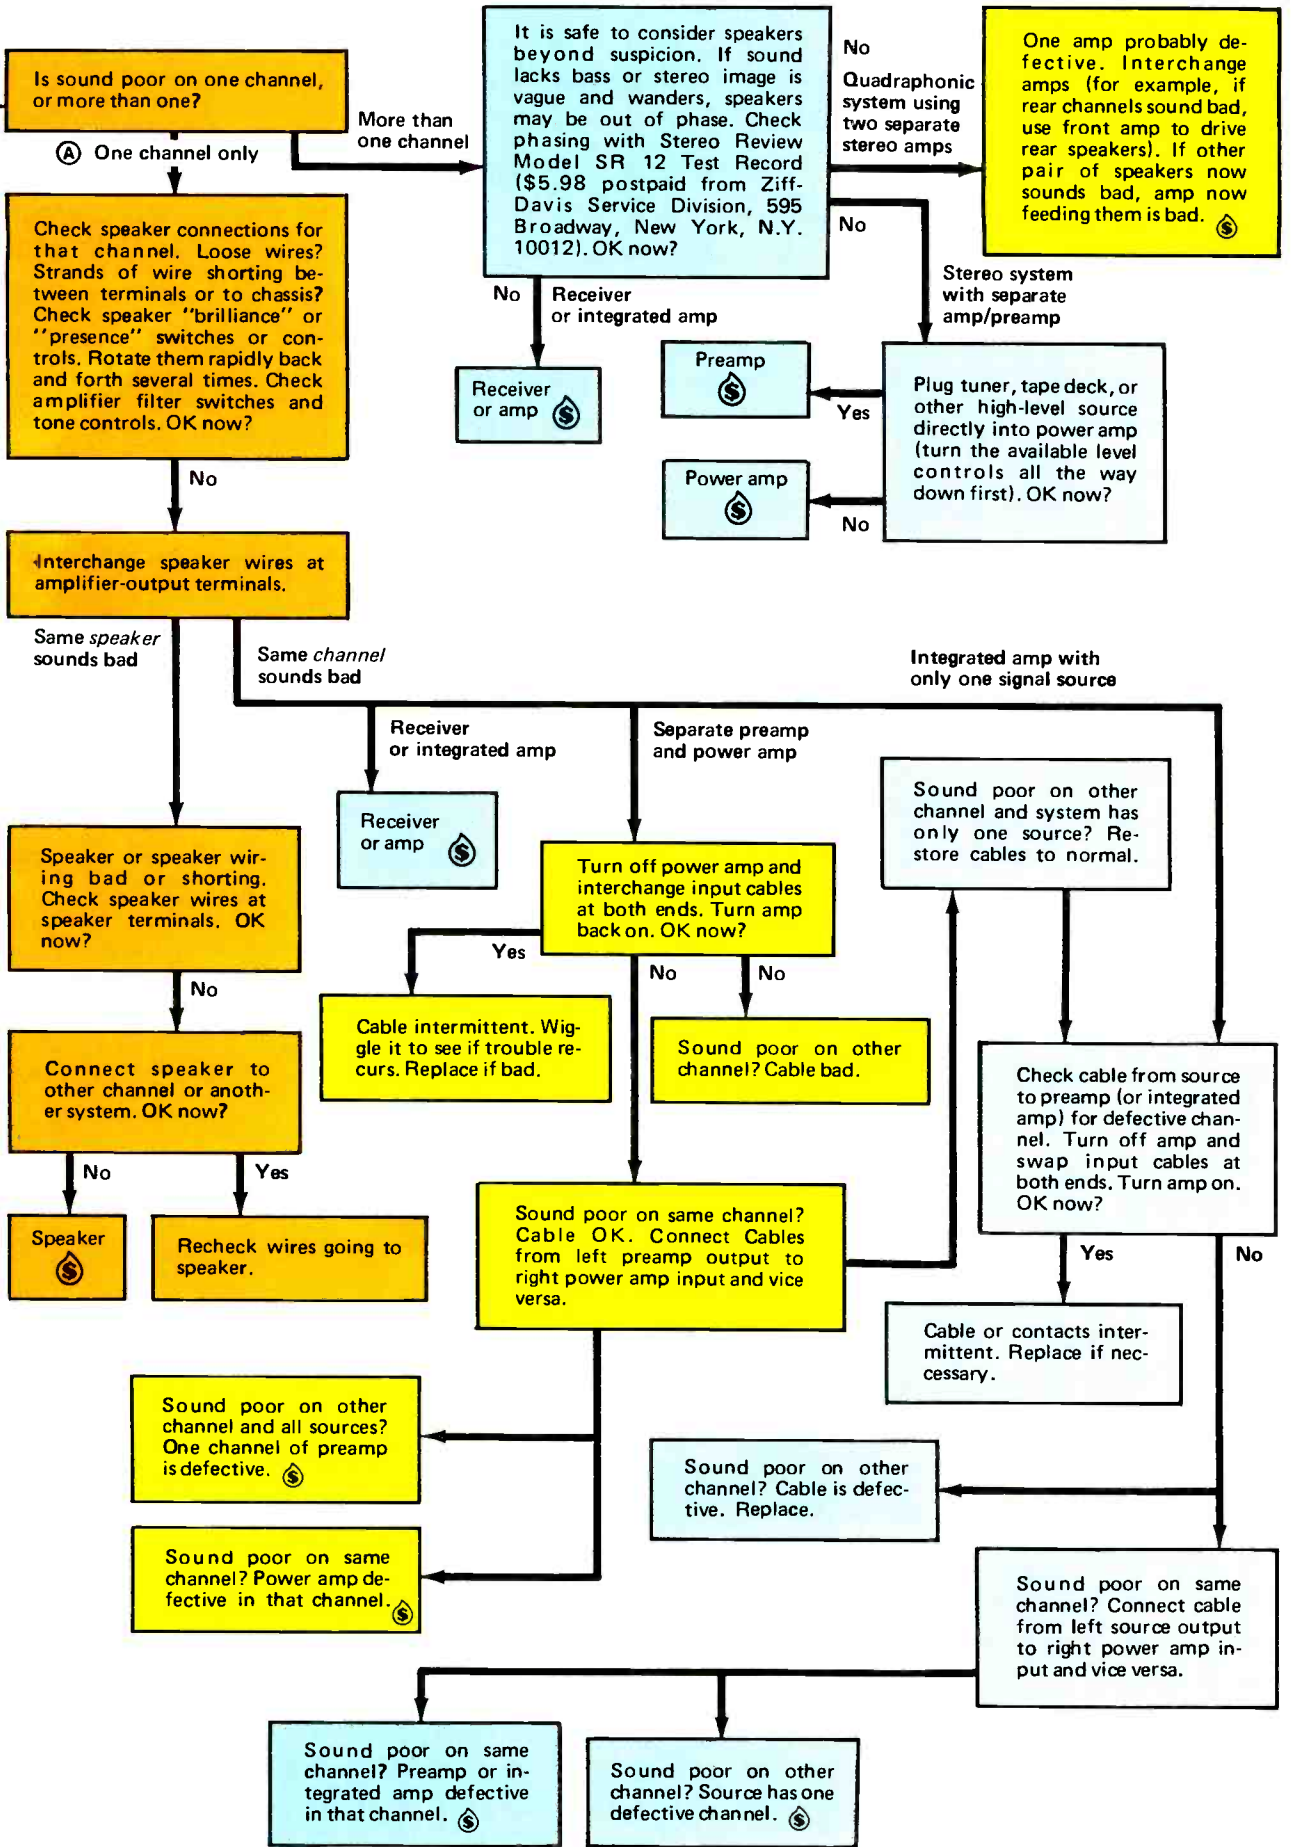 Is sound poor on one channel,
or more than one?
Ⓐ One channel only
More than
one channel
It is safe to consider speakers
beyond suspicion. If sound
lacks bass or stereo image is
vague and wanders, speakers
may be out of phase. Check
phasing with Stereo Review
Model SR 12 Test Record
($5.98 postpaid from Ziff-
Davis Service Division, 595
Broadway, New York, N.Y.
10012). OK now?
No
Quadraphonic
system using
two separate
stereo amps
One amp probably de-
fective. Interchange
amps (for example, if
rear channels sound bad,
use front amp to drive
rear speakers). If other
pair of speakers now
sounds bad, amp now
feeding them is bad. $
No
Stereo system
with separate
amp/preamp
No
Receiver
or integrated amp
Receiver
or amp $
Preamp
$
Yes
Power amp
$
No
Plug tuner, tape deck, or
other high-level source
directly into power amp
(turn the available level
controls all the way
down first). OK now?
Check speaker connections for
that channel. Loose wires?
Strands of wire shorting be-
tween terminals or to chassis?
Check speaker "brilliance" or
"presence" switches or con-
trols. Rotate them rapidly back
and forth several times. Check
amplifier filter switches and
tone controls. OK now?
No
Interchange speaker wires at
amplifier-output terminals.
Same speaker
sounds bad
Same channel
sounds bad
Integrated amp with
only one signal source
Receiver
or integrated amp
Separate preamp
and power amp
Receiver
or amp $
Sound poor on other
channel and system has
only one source? Re-
store cables to normal.
Speaker or speaker wir-
ing bad or shorting.
Check speaker wires at
speaker terminals. OK
now?
No
Turn off power amp and
interchange input cables
at both ends. Turn amp
back on. OK now?
Yes
No
No
Cable intermittent. Wig-
gle it to see if trouble re-
curs. Replace if bad.
Sound poor on other
channel? Cable bad.
Connect speaker to
other channel or anoth-
er system. OK now?
No
Yes
Speaker
$
Recheck wires going to
speaker.
Check cable from source
to preamp (or integrated
amp) for defective chan-
nel. Turn off amp and
swap input cables at
both ends. Turn amp on.
OK now?
Yes
No
Sound poor on same channel?
Cable OK. Connect Cables
from left preamp output to
right power amp input and vice
versa.
Cable or contacts inter-
mittent. Replace if nec-
cessary.
Sound poor on other
channel and all sources?
One channel of preamp
is defective. $
Sound poor on other
channel? Cable is defec-
tive. Replace.
Sound poor on same
channel? Power amp de-
fective in that channel. $
Sound poor on same
channel? Connect cable
from left source output
to right power amp in-
put and vice versa.
Sound poor on same
channel? Preamp or in-
tegrated amp defective
in that channel. $
Sound poor on other
channel? Source has one
defective channel. $